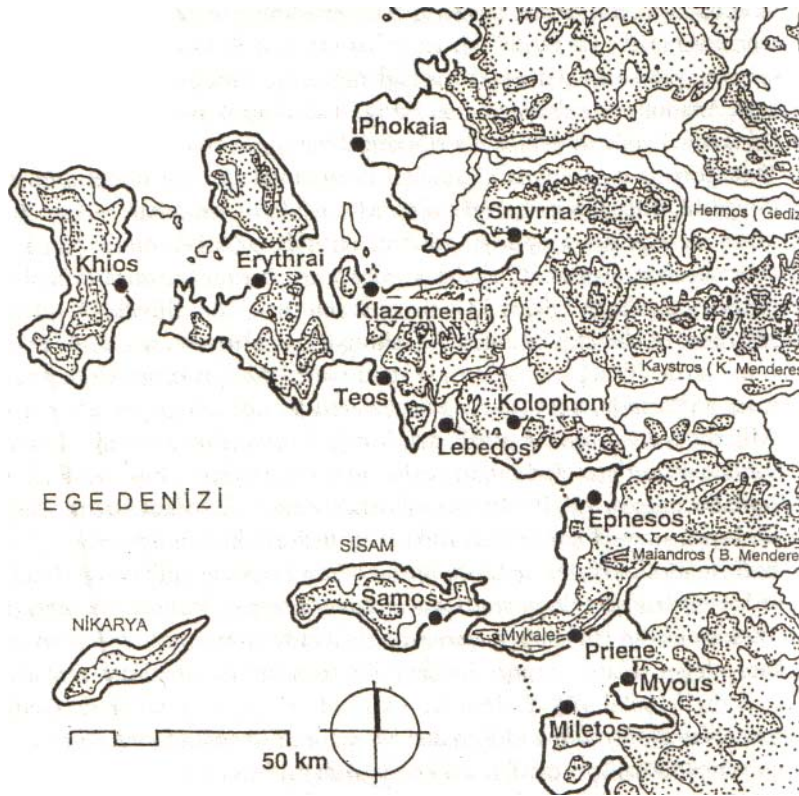 Phokaia
Smyrna
Hermos ( Gediz
Khios
Erythrai
Klazomenai
Kaystros (K. Menderes
Teos
Kolophon
Lebedos
EGE DENİZİ
Ephesos
Maiandros ( B. Mendere
SİSAM
Samos
NİKARYA
Mykale
Priene
Myous
Miletos
50 km